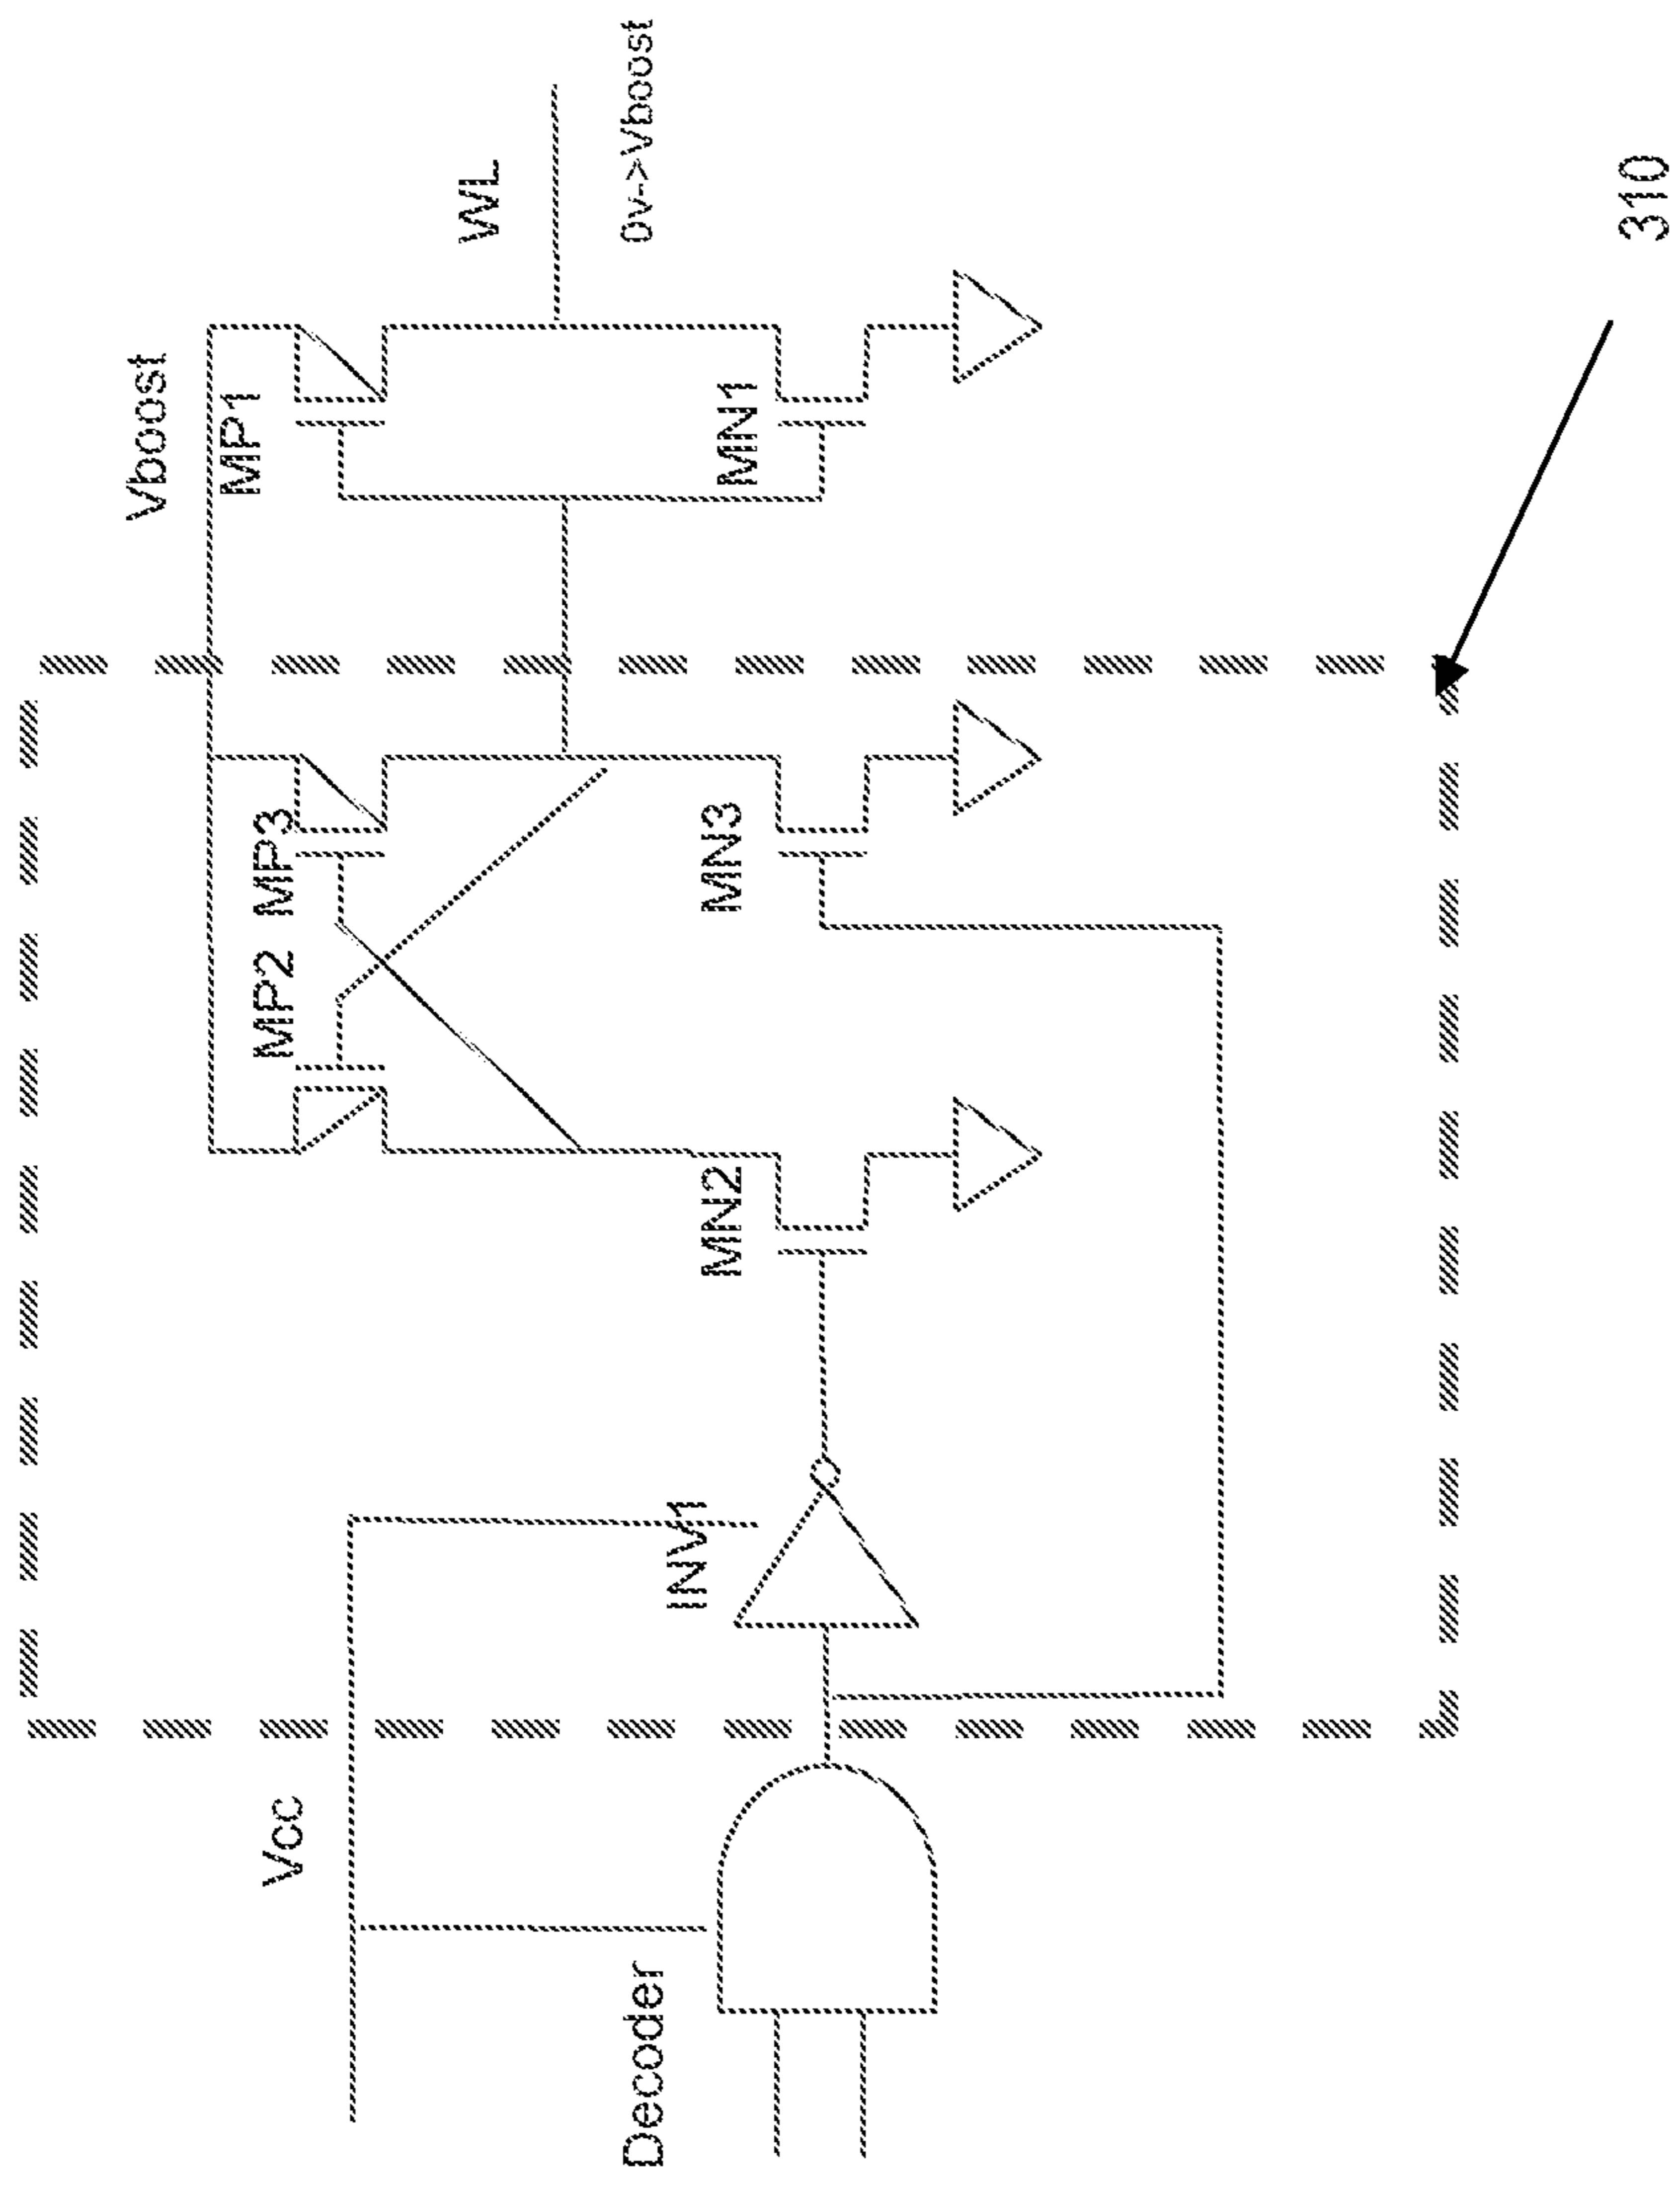 Vboost
Vcc
MP2
MP3
MP1
WL
0v->Vboost
Decoder
INV1
MN2
MN3
MN1
310